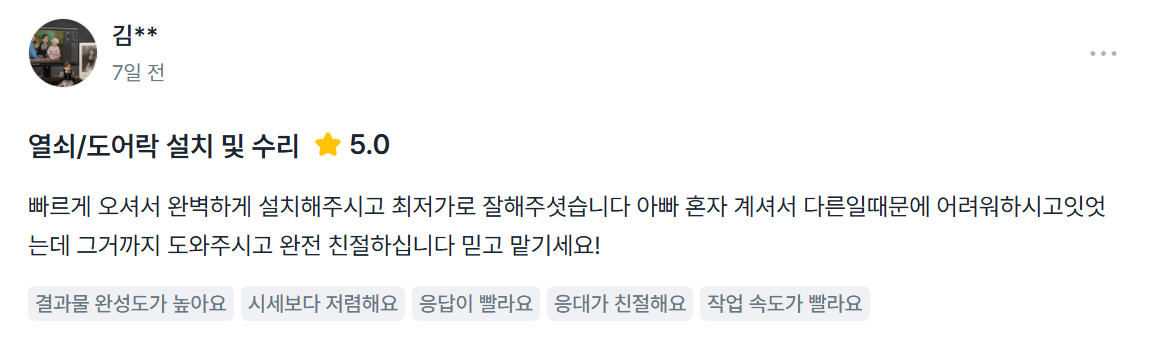 김**
7일 전
열쇠/도어락 설치 및 수리 5.0
빠르게 오셔서 완벽하게 설치해주시고 최저가로 잘해주셧습니다 아빠 혼자 계셔서 다른일때문에 어려워하시고잇엇
는데 그거까지 도와주시고 완전 친절하십니다 믿고 맡기세요!
결과물 완성도가 높아요 시세보다 저렴해요 응답이 빨라요 응대가 친절해요 작업 속도가 빨라요